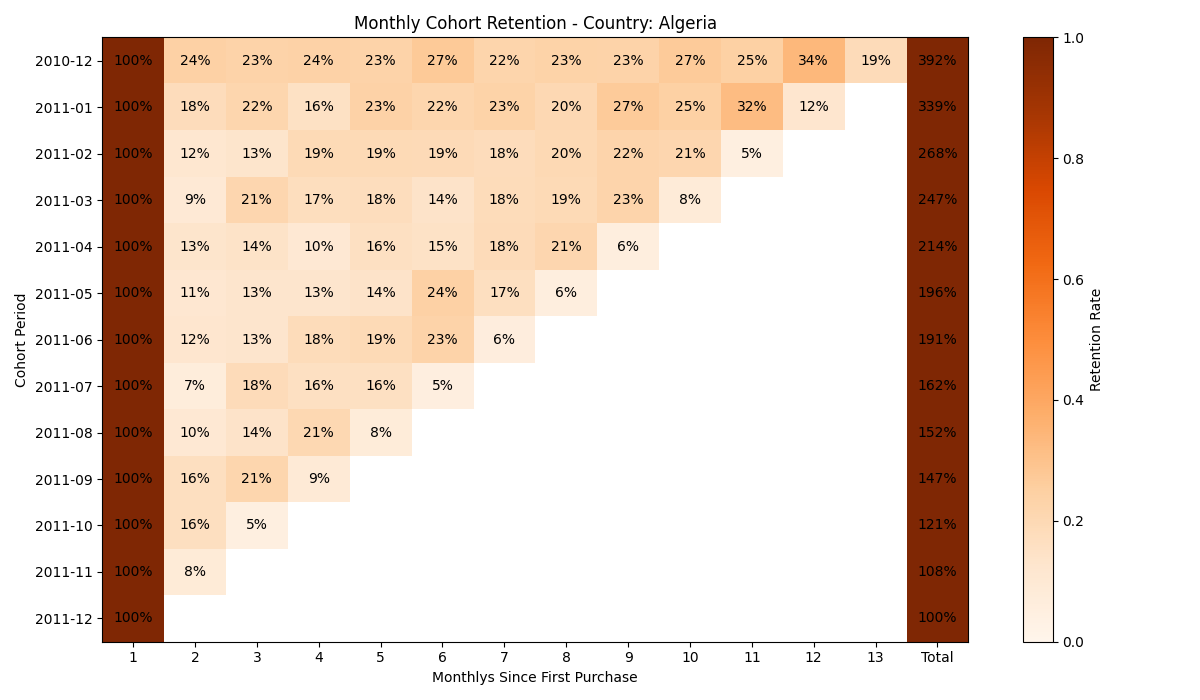 Monthly Cohort Retention - Country: Algeria
Cohort Period
2010-12 100% 24% 23% 24% 23% 27% 22% 23% 23% 27% 25% 34% 19% 392%
2011-01 100% 18% 22% 16% 23% 22% 23% 20% 27% 25% 32% 12% 339%
2011-02 100% 12% 13% 19% 19% 19% 18% 20% 22% 21% 5% 268%
2011-03 100% 9% 21% 17% 18% 14% 18% 19% 23% 8% 247%
2011-04 100% 13% 14% 10% 16% 15% 18% 21% 6% 214%
2011-05 100% 11% 13% 13% 14% 24% 17% 6% 196%
2011-06 100% 12% 13% 18% 19% 23% 6% 191%
2011-07 100% 7% 18% 16% 16% 5% 162%
2011-08 100% 10% 14% 21% 8% 152%
2011-09 100% 16% 21% 9% 147%
2011-10 100% 16% 5% 121%
2011-11 100% 8% 108%
2011-12 100% 100%
1 2 3 4 5 6 7 8 9 10 11 12 13 Total
Monthlys Since First Purchase
1.0
0.8
0.6
0.4
0.2
0.0
Retention Rate